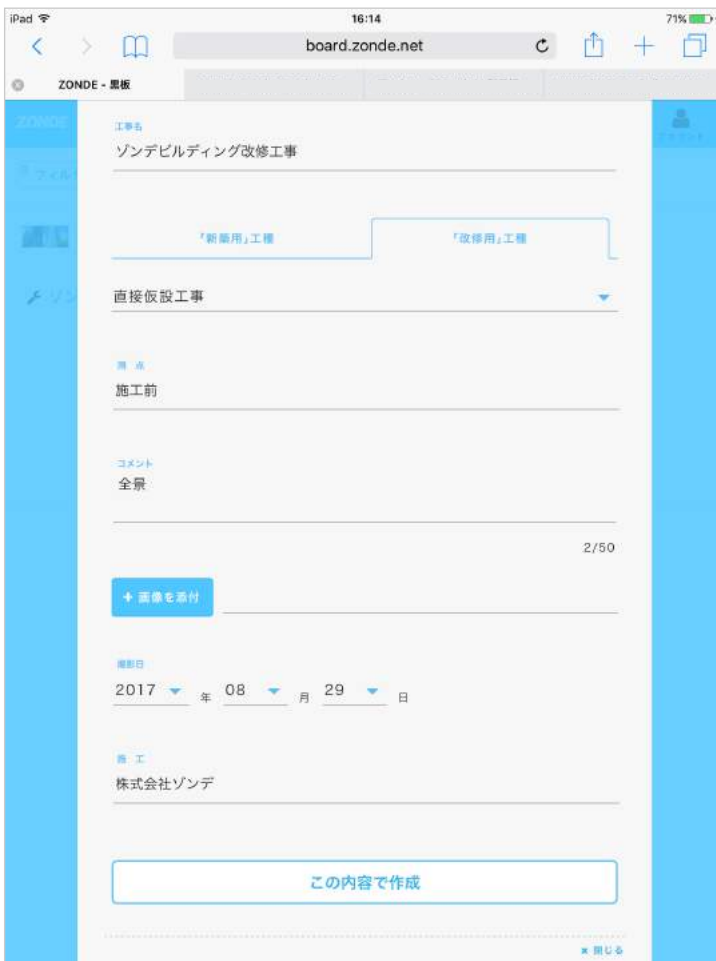 iPad 16:14 71%
board.zonde.net
ZONDE - 黒板
ZONDE
工事名
ゾンデビルディング改修工事
「新築用」工種 「改修用」工種
直接仮設工事
測 点
施工前
コメント
全景
2/50
+ 画像を添付
撮影日
2017 年 08 月 29 日
施 工
株式会社ゾンデ
この内容で作成
× 閉じる